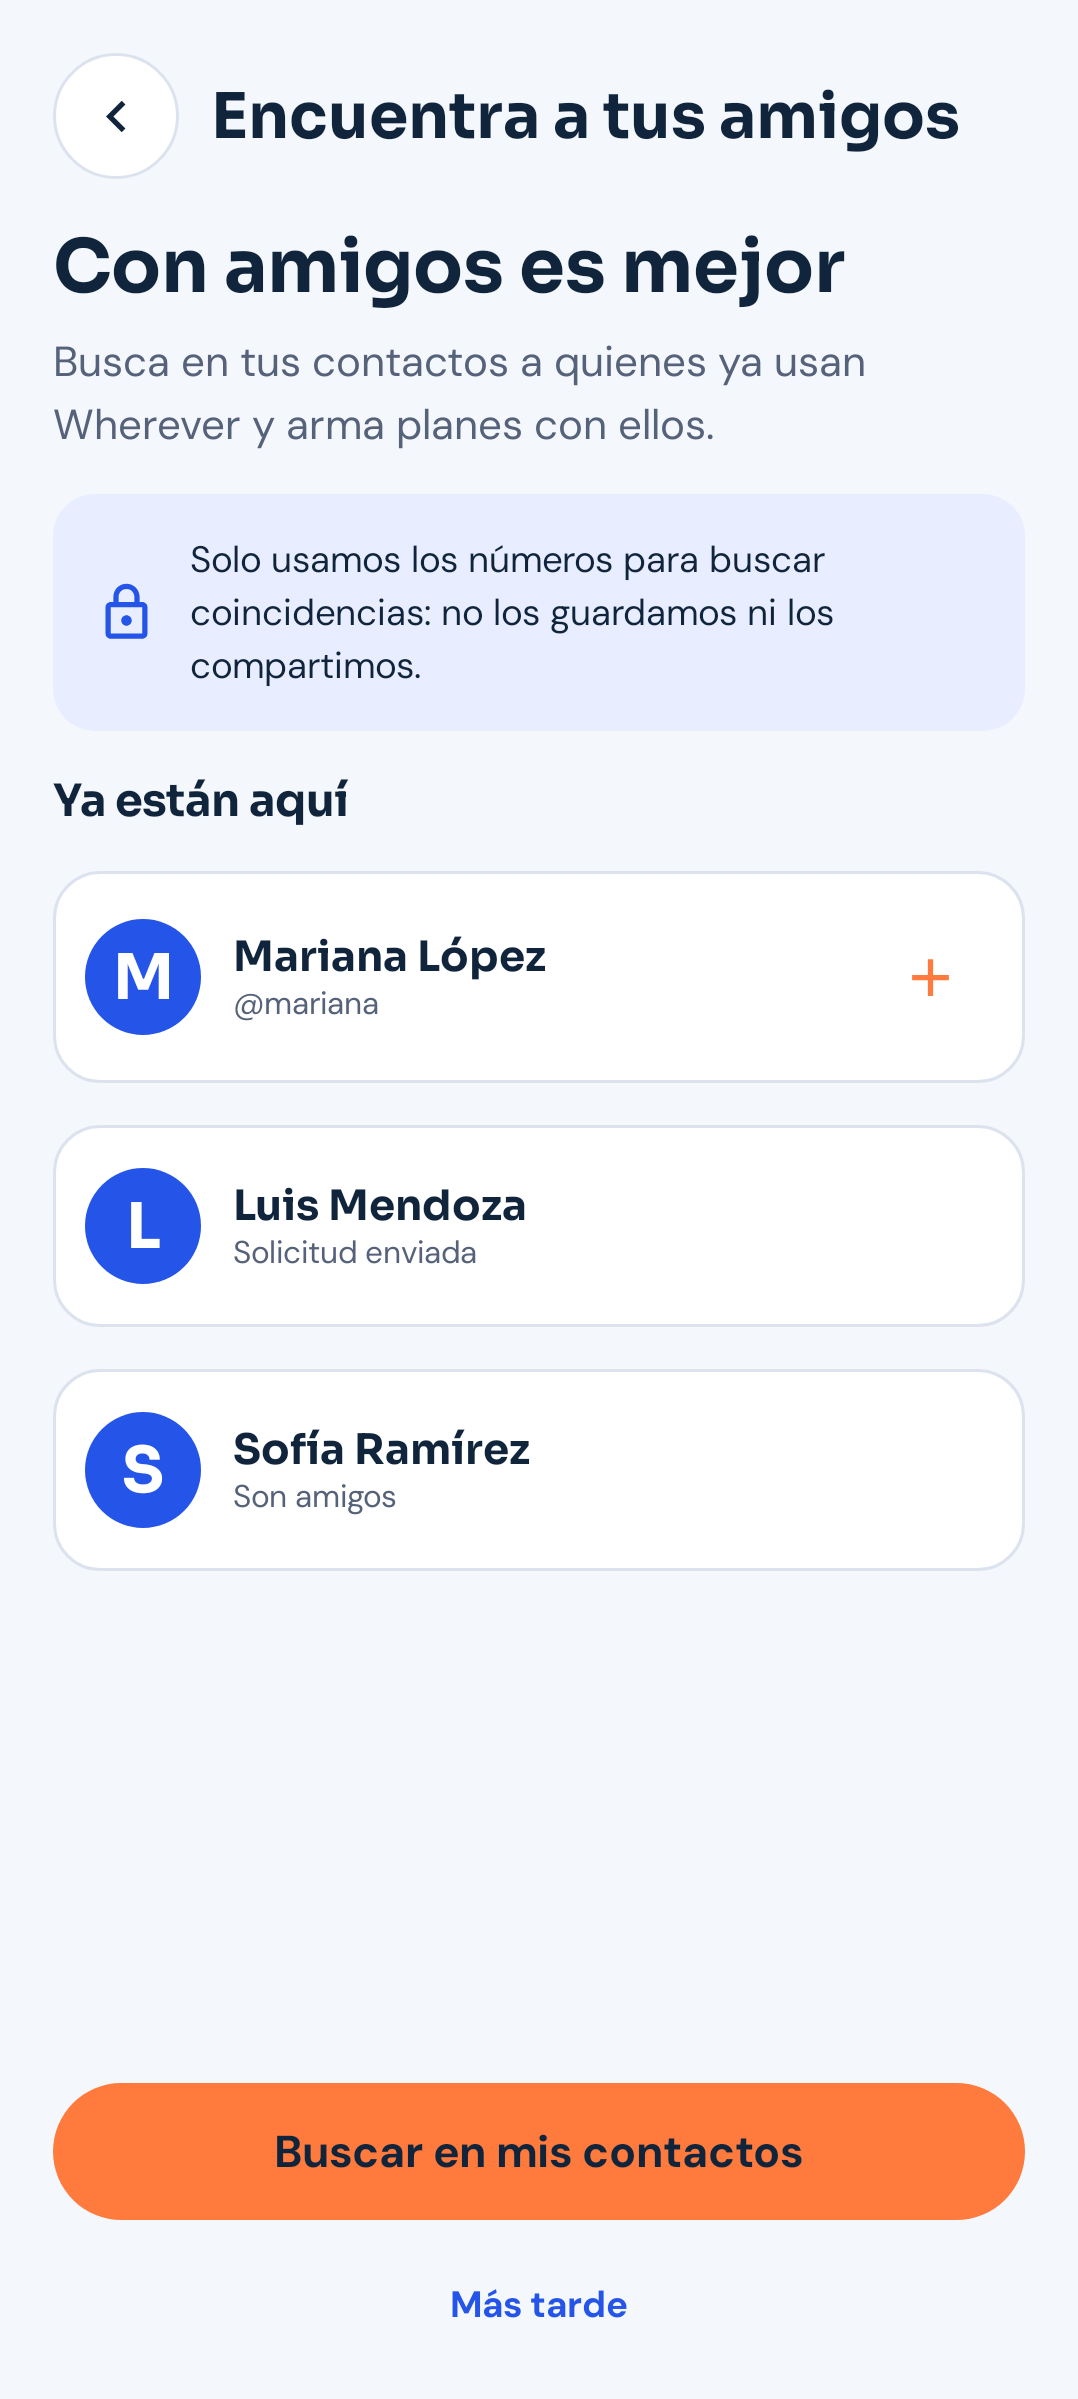 Encuentra a tus amigos
Con amigos es mejor
Busca en tus contactos a quienes ya usan
Wherever y arma planes con ellos.
Solo usamos los números para buscar
coincidencias: no los guardamos ni los
compartimos.
Ya están aquí
M
Mariana López
@mariana
L
Luis Mendoza
Solicitud enviada
S
Sofía Ramírez
Son amigos
Buscar en mis contactos
Más tarde